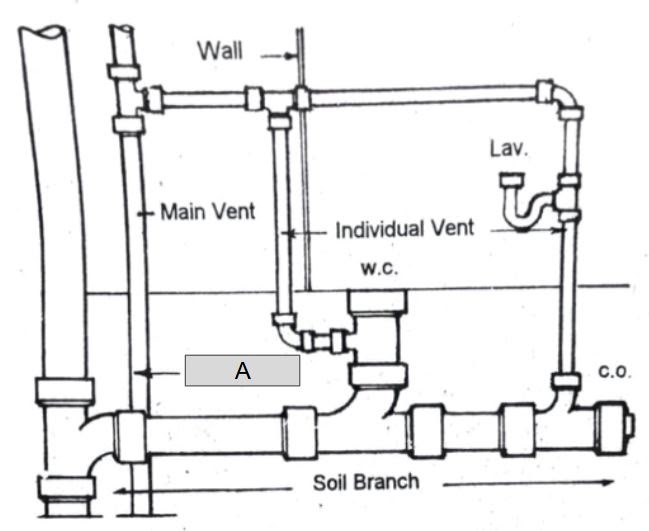 Wall
Lav.
Main Vent
Individual Vent
w.c.
A
c.o.
Soil Branch